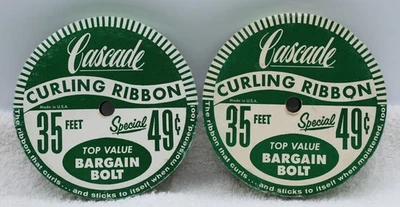 Cascade
CURLING RIBBON
Made in U.S.A.
35 FEET Special 49¢
TOP VALUE
BARGAIN
BOLT
The ribbon that curls...and sticks to itself when moistened, too!
Cascade
CURLING RIBBON
Made in U.S.A.
35 FEET Special 49¢
TOP VALUE
BARGAIN
BOLT
The ribbon that curls...and sticks to itself when moistened, too!